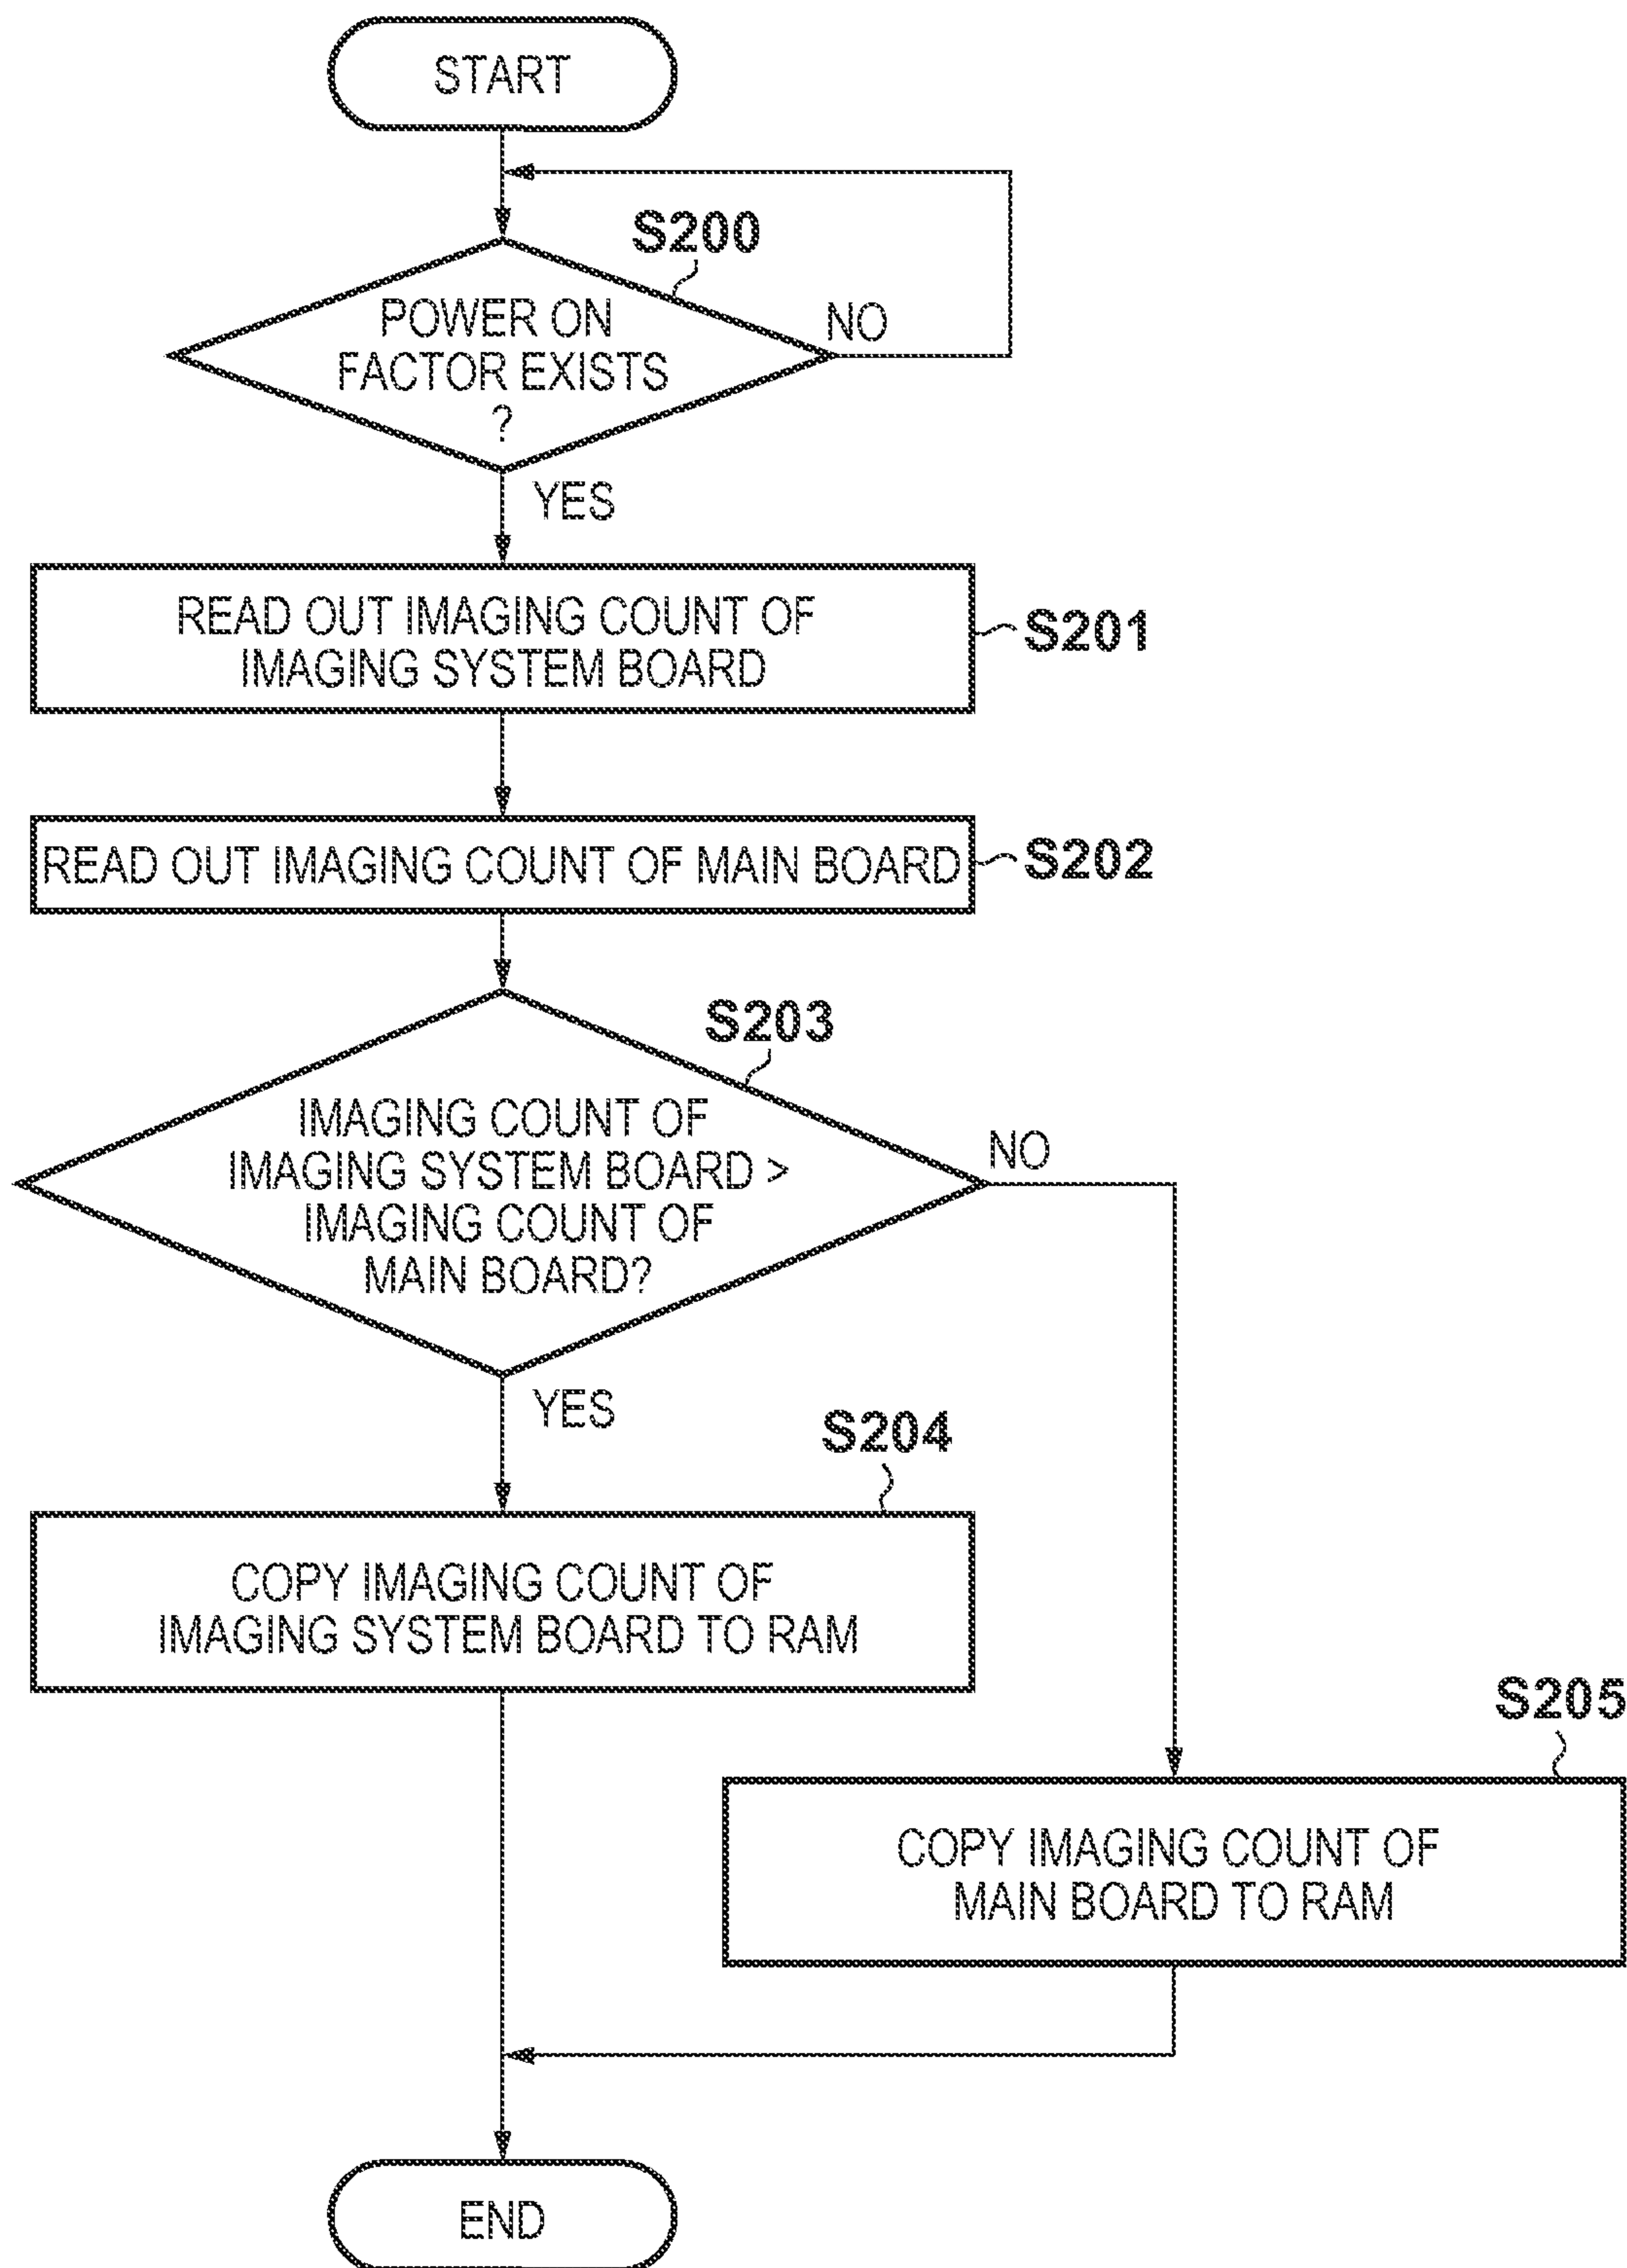 START
S200
POWER ON
FACTOR EXISTS
?
NO
YES
READ OUT IMAGING COUNT OF
IMAGING SYSTEM BOARD
S201
READ OUT IMAGING COUNT OF MAIN BOARD
S202
S203
IMAGING COUNT OF
IMAGING SYSTEM BOARD >
IMAGING COUNT OF
MAIN BOARD?
NO
YES
S204
COPY IMAGING COUNT OF
IMAGING SYSTEM BOARD TO RAM
S205
COPY IMAGING COUNT OF
MAIN BOARD TO RAM
END